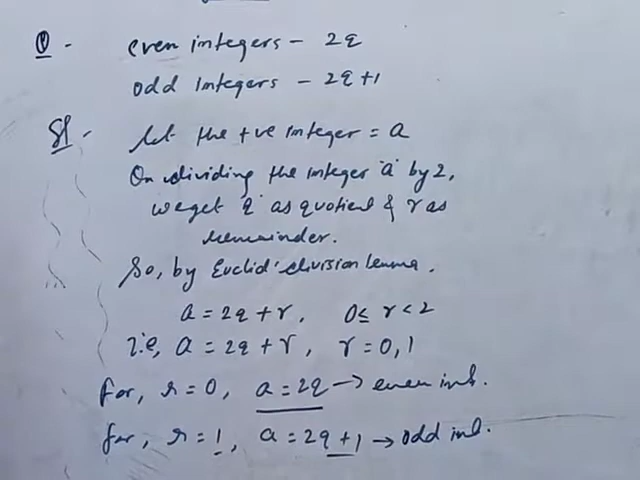 Q - even integers - 2q
odd integers - 2q+1
Sol - Let the +ve integer = a
On dividing the integer 'a' by 2,
we get q as quotient & r as
remainder.
So, by Euclid's division lemma.
a = 2q + r, 0 ≤ r < 2
i.e, a = 2q + r, r = 0, 1
for, r = 0, a = 2q → even int.
for, r = 1, a = 2q + 1 → odd int.